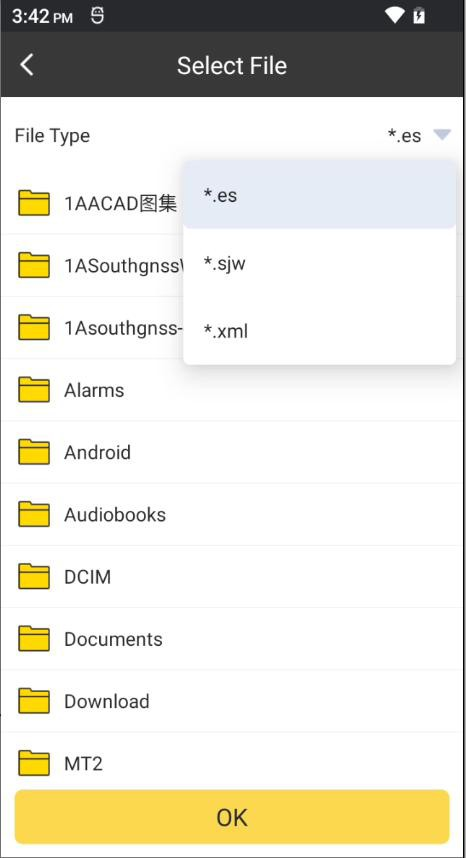 3:42 PM
Select File
File Type
*.es
*.es
1AACAD图集
*.sjw
1ASouthgnss
*.xml
1Asouthgnss-
Alarms
Android
Audiobooks
DCIM
Documents
Download
MT2
OK